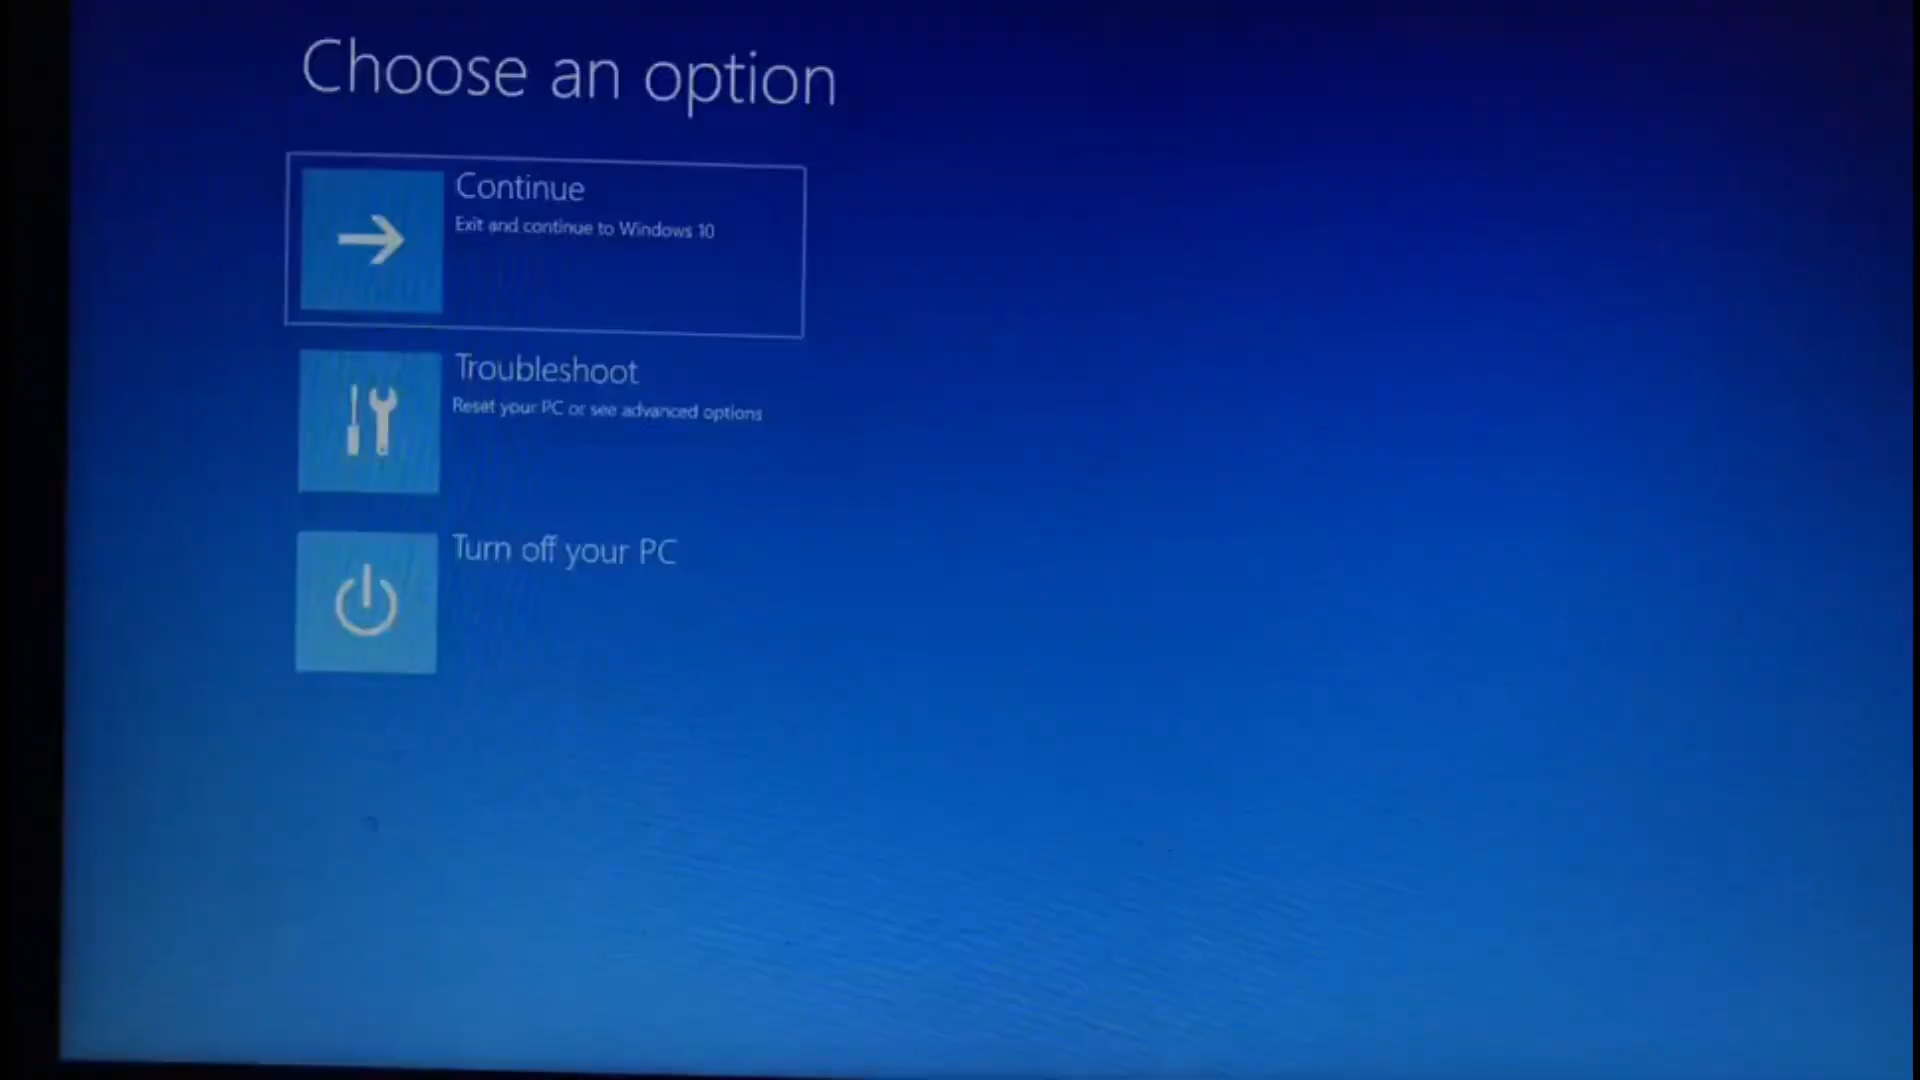 Choose an option
Continue
Exit and continue to Windows 10
Troubleshoot
Reset your PC or see advanced options
Turn off your PC